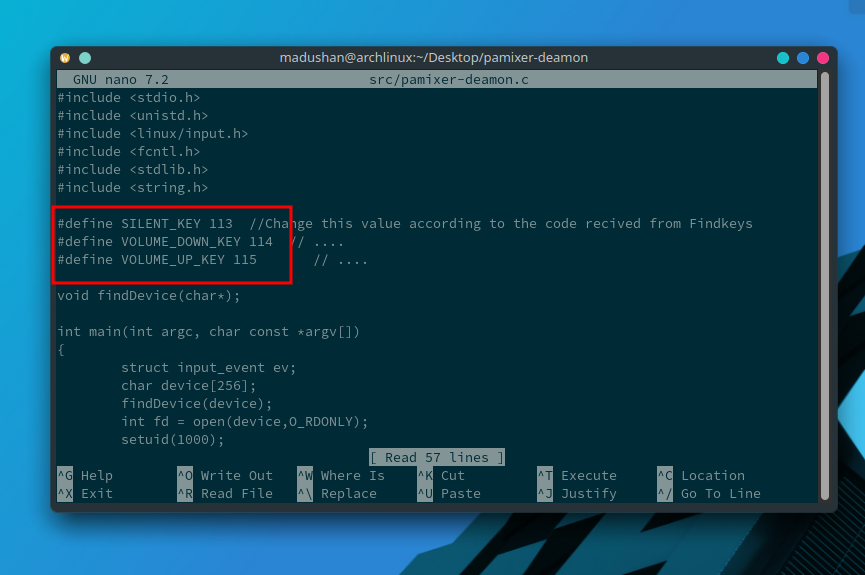 madushan@archlinux:~/Desktop/pamixer-deamon
GNU nano 7.2 src/pamixer-deamon.c
#include <stdio.h>
#include <unistd.h>
#include <linux/input.h>
#include <fcntl.h>
#include <stdlib.h>
#include <string.h>
#define SILENT_KEY 113 //Change this value according to the code recived from Findkeys
#define VOLUME_DOWN_KEY 114 // ....
#define VOLUME_UP_KEY 115 // ....
void findDevice(char*);
int main(int argc, char const *argv[])
{
struct input_event ev;
char device[256];
findDevice(device);
int fd = open(device,O_RDONLY);
setuid(1000);
[ Read 57 lines ]
^G Help ^O Write Out ^W Where Is ^K Cut ^T Execute ^C Location
^X Exit ^R Read File ^\ Replace ^U Paste ^J Justify ^/ Go To Line